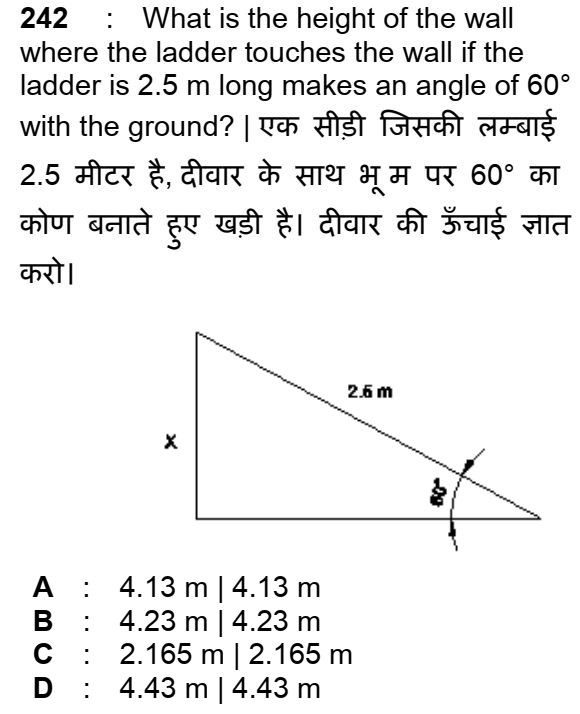 242 : What is the height of the wall
where the ladder touches the wall if the
ladder is 2.5 m long makes an angle of 60°
with the ground? | एक सीड़ी जिसकी लम्बाई
2.5 मीटर है, दीवार के साथ भू म पर 60° का
कोण बनाते हुए खड़ी है। दीवार की ऊँचाई ज्ञात
करो।
2.5 m
X
A : 4.13 m | 4.13 m
B : 4.23 m | 4.23 m
C : 2.165 m | 2.165 m
D : 4.43 m | 4.43 m